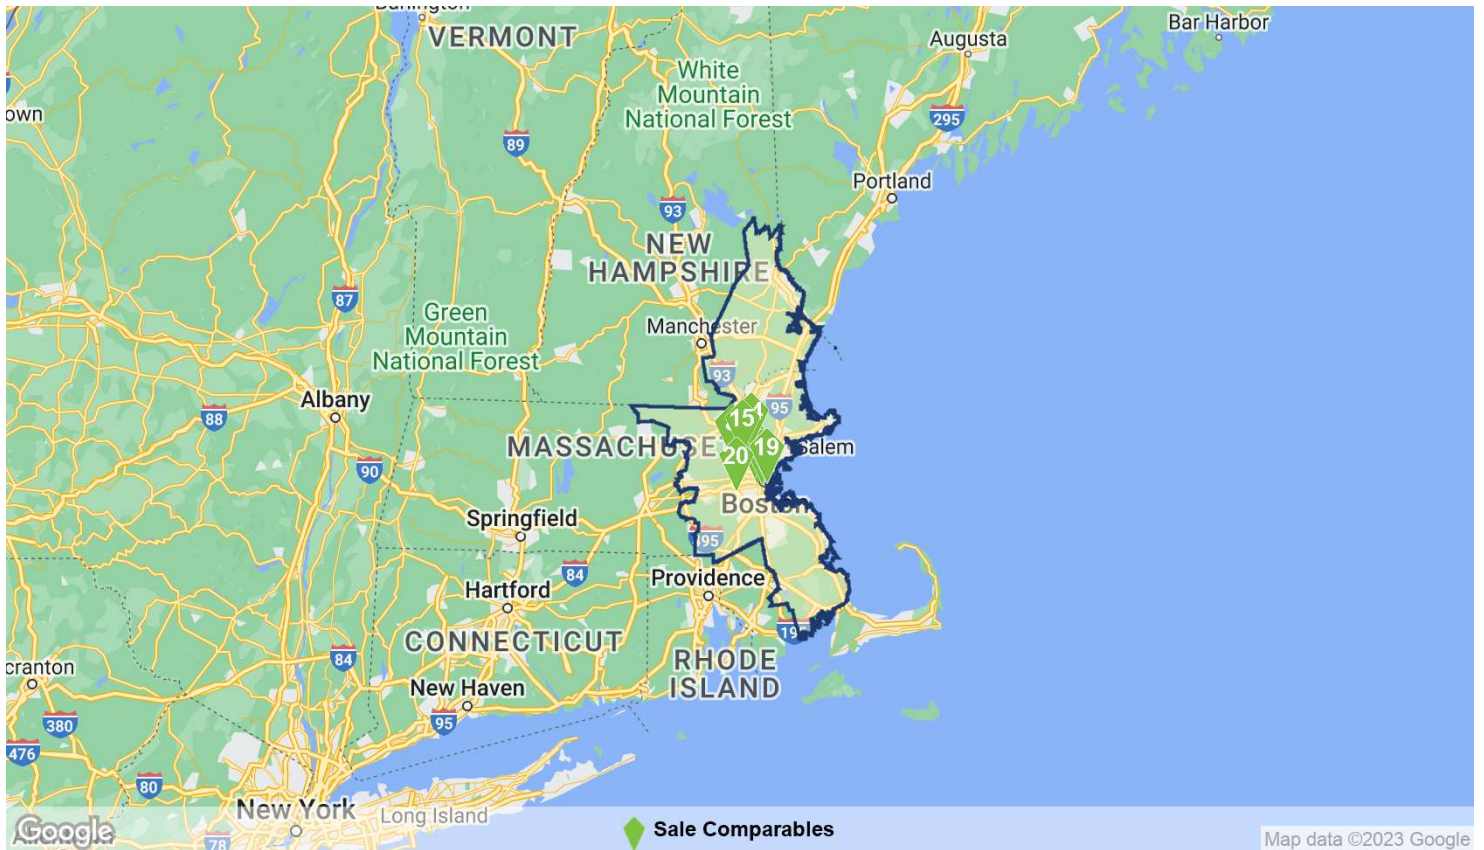 VERMONT
Augusta
Bar Harbor
White
Mountain
National Forest
295
89
Portland
93
NEW
HAMPSHIRE
87
Green
Mountain
National Forest
Manchester
93
Albany
88
95
15
MASSACHUSE
19
20
Salem
90
Boston
Springfield
84
Providence
Hartford
195
CONNECTICUT
84
RHODE
ISLAND
cranton
New Haven
95
380
476
80
New York
Long Island
78
Google
Sale Comparables
Map data ©2023 Google